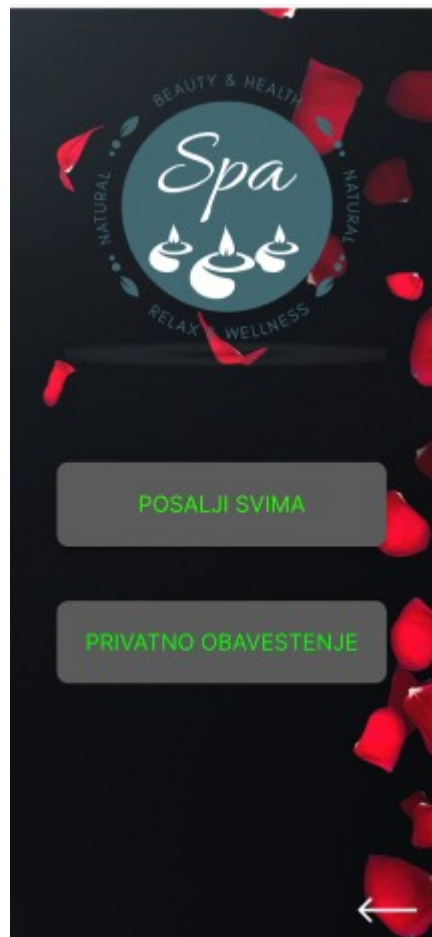 BEAUTY & HEALTH
NATURAL
Spa
NATURAL
RELAX & WELLNESS
POSALJI SVIMA
PRIVATNO OBAVESTENJE